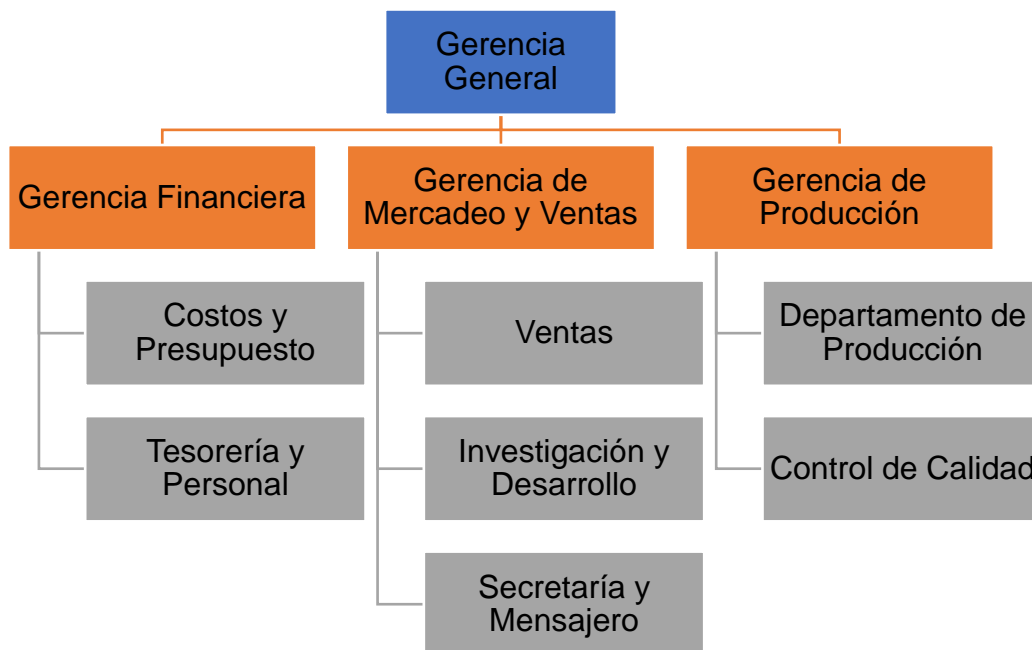 Gerencia
General
Gerencia Financiera
Gerencia de
Mercadeo y Ventas
Gerencia de
Producción
Costos y
Presupuesto
Ventas
Departamento de
Producción
Tesorería y
Personal
Investigación y
Desarrollo
Control de Calidad
Secretaría y
Mensajero